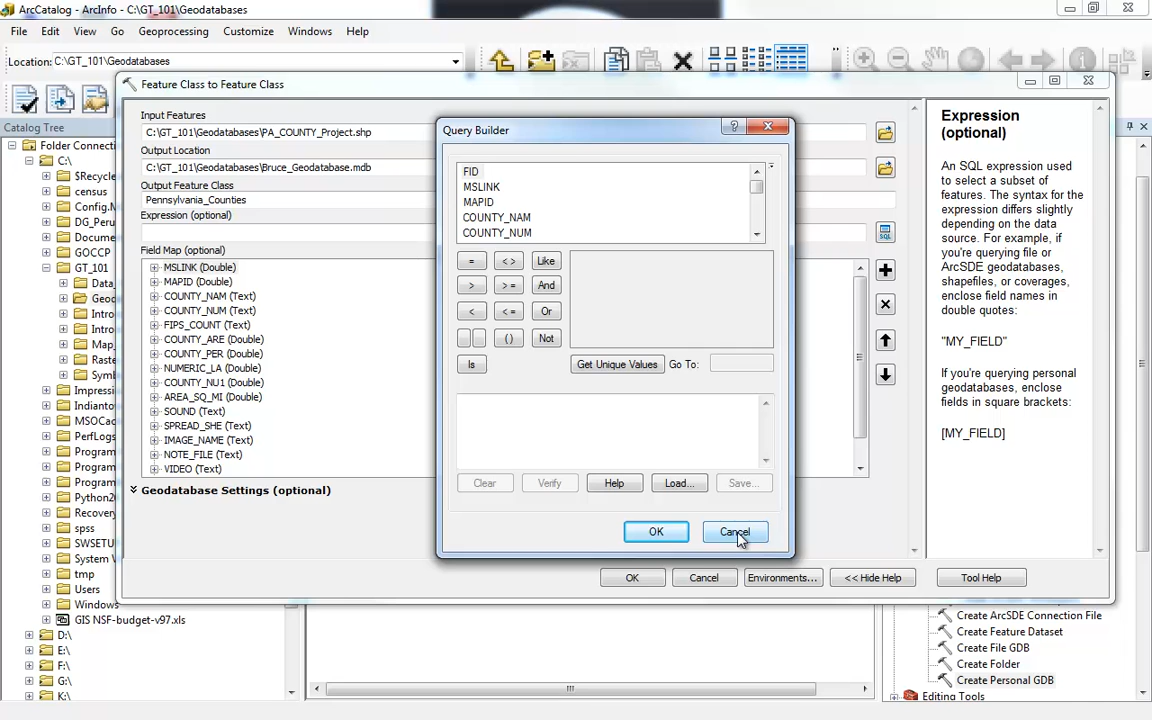 ArcCatalog - ArcInfo - C:\GT_101\Geodatabases
File Edit View Go Geoprocessing Customize Windows Help
Location: C:\GT_101\Geodatabases
Feature Class to Feature Class
Catalog Tree
Folder Connecti
C:\
$Recycle
census
Config.M
DG_Peru
Docume
GOCCP
GT_101
Data_
Geod
Introd
Introd
Map_
Raste
Symb
Impressi
Indianto
MSOCac
PerfLogs
Program
Program
Program
Python2
Recovery
spss
SWSETU
System V
tmp
Users
Windows
GIS NSF-budget-v97.xls
D:\
E:\
F:\
G:\
K:\
Input Features
C:\GT_101\Geodatabases\PA_COUNTY_Project.shp
Output Location
C:\GT_101\Geodatabases\Bruce_Geodatabase.mdb
Output Feature Class
Pennsylvania_Counties
Expression (optional)
SQL
Field Map (optional)
MSLINK (Double)
MAPID (Double)
COUNTY_NAM (Text)
COUNTY_NUM (Text)
FIPS_COUNT (Text)
COUNTY_ARE (Double)
COUNTY_PER (Double)
NUMERIC_LA (Double)
COUNTY_NU1 (Double)
AREA_SQ_MI (Double)
SOUND (Text)
SPREAD_SHE (Text)
IMAGE_NAME (Text)
NOTE_FILE (Text)
VIDEO (Text)
Geodatabase Settings (optional)
OK Cancel Environments... << Hide Help Tool Help
Query Builder
FID
MSLINK
MAPID
COUNTY_NAM
COUNTY_NUM
= < > Like
> > = And
< < = Or
( ) Not
Is Get Unique Values Go To:
Clear Verify Help Load... Save...
OK Cancel
Expression
(optional)
An SQL expression used
to select a subset of
features. The syntax for the
expression differs slightly
depending on the data
source. For example, if
you're querying file or
ArcSDE geodatabases,
shapefiles, or coverages,
enclose field names in
double quotes:
"MY_FIELD"
If you're querying personal
geodatabases, enclose
fields in square brackets:
[MY_FIELD]
Create ArcSDE Connection File
Create Feature Dataset
Create File GDB
Create Folder
Create Personal GDB
Editing Tools